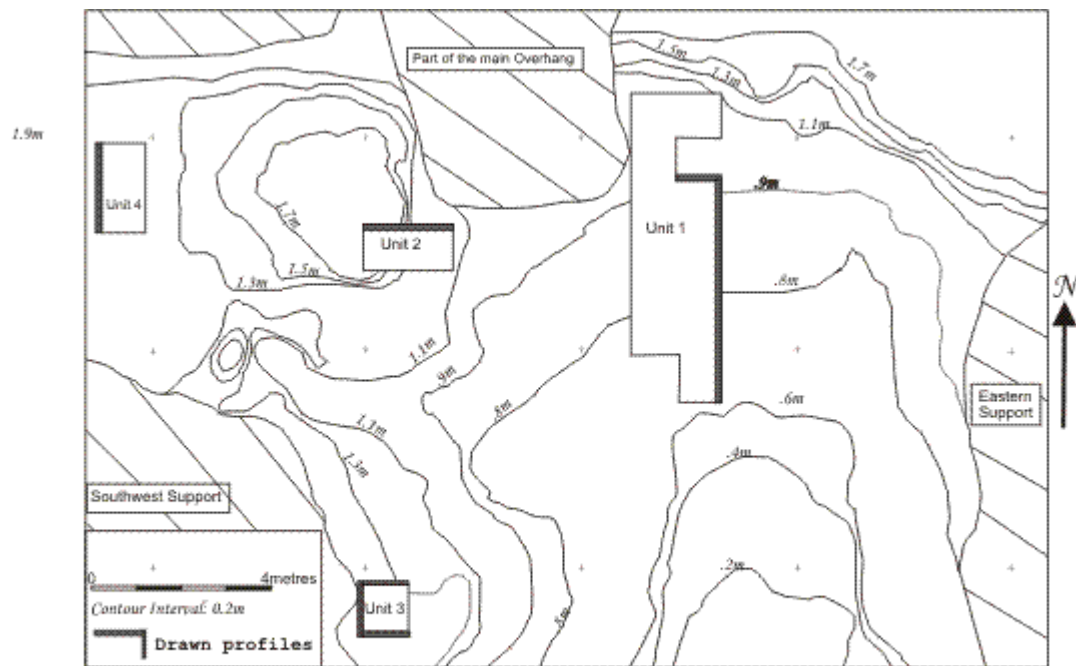 Part of the main Overhang
1.5m
1.3m
1.7m
1.1m
1.9m
Unit 4
1.7m
Unit 2
1.5m
1.3m
Unit 1
.9m
.8m
N
1.1m
.9m
.8m
.6m
Eastern
Support
1.1m
1.3m
.4m
Southwest Support
.2m
0 4metres
Contour Interval: 0.2m
Drawn profiles
Unit 3
.8m